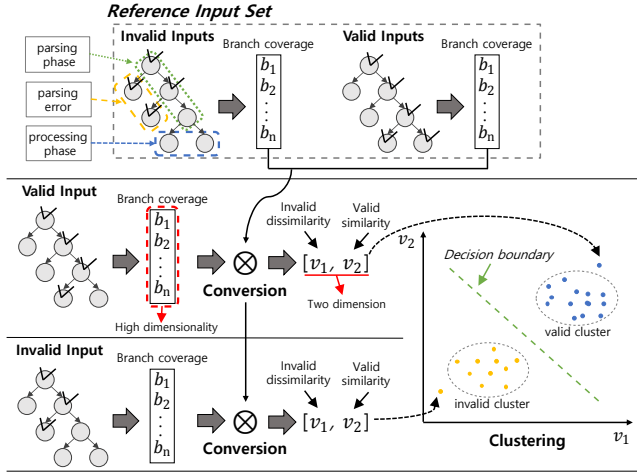 Reference Input Set
parsing
phase
parsing
error
processing
phase
Invalid Inputs
Branch coverage
b1
b2
.
.
.
bn
Valid Inputs
Branch coverage
b1
b2
.
.
.
bn
Valid Input
Branch coverage
b1
b2
.
.
.
bn
High dimensionality
Conversion
Invalid
dissimilarity
Valid
similarity
[v1, v2]
Two dimension
Invalid Input
Branch coverage
b1
b2
.
.
.
bn
Conversion
Invalid
dissimilarity
Valid
similarity
[v1, v2]
v2
Decision boundary
valid cluster
invalid cluster
v1
Clustering